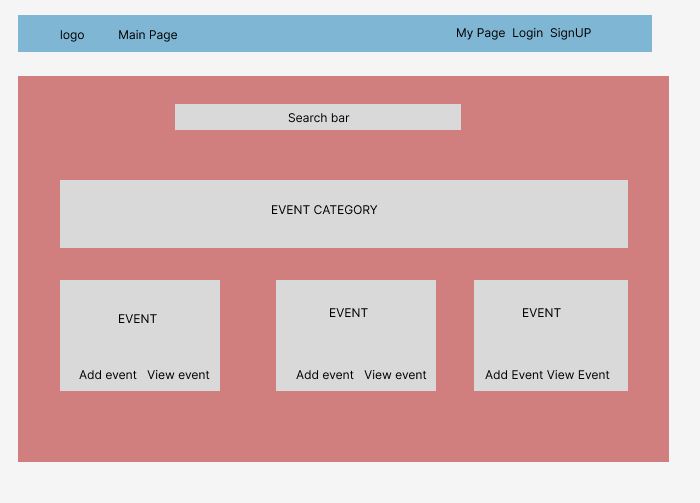 logo Main Page My Page Login SignUP
Search bar
EVENT CATEGORY
EVENT EVENT EVENT
Add event View event Add event View event Add Event View Event